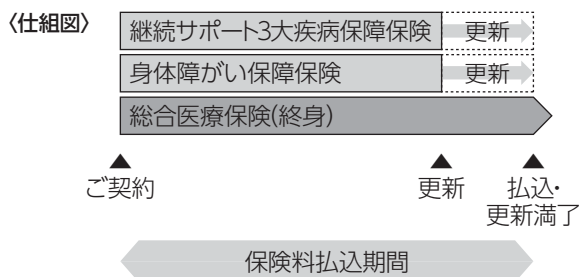 〈仕組図〉
継続サポート3大疾病保障保険 更新
身体障がい保障保険 更新
総合医療保険(終身)
ご契約 更新 払込・
更新満了
保険料払込期間